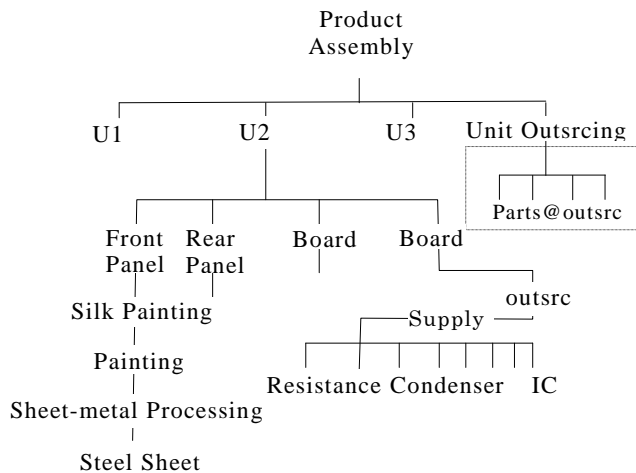 Product
Assembly
U1 U2 U3 Unit Outsrcing
Parts@outsrc
Front Rear Board Board
Panel Panel
outsrc
Silk Painting Supply
Painting
Resistance Condenser IC
Sheet-metal Processing
Steel Sheet